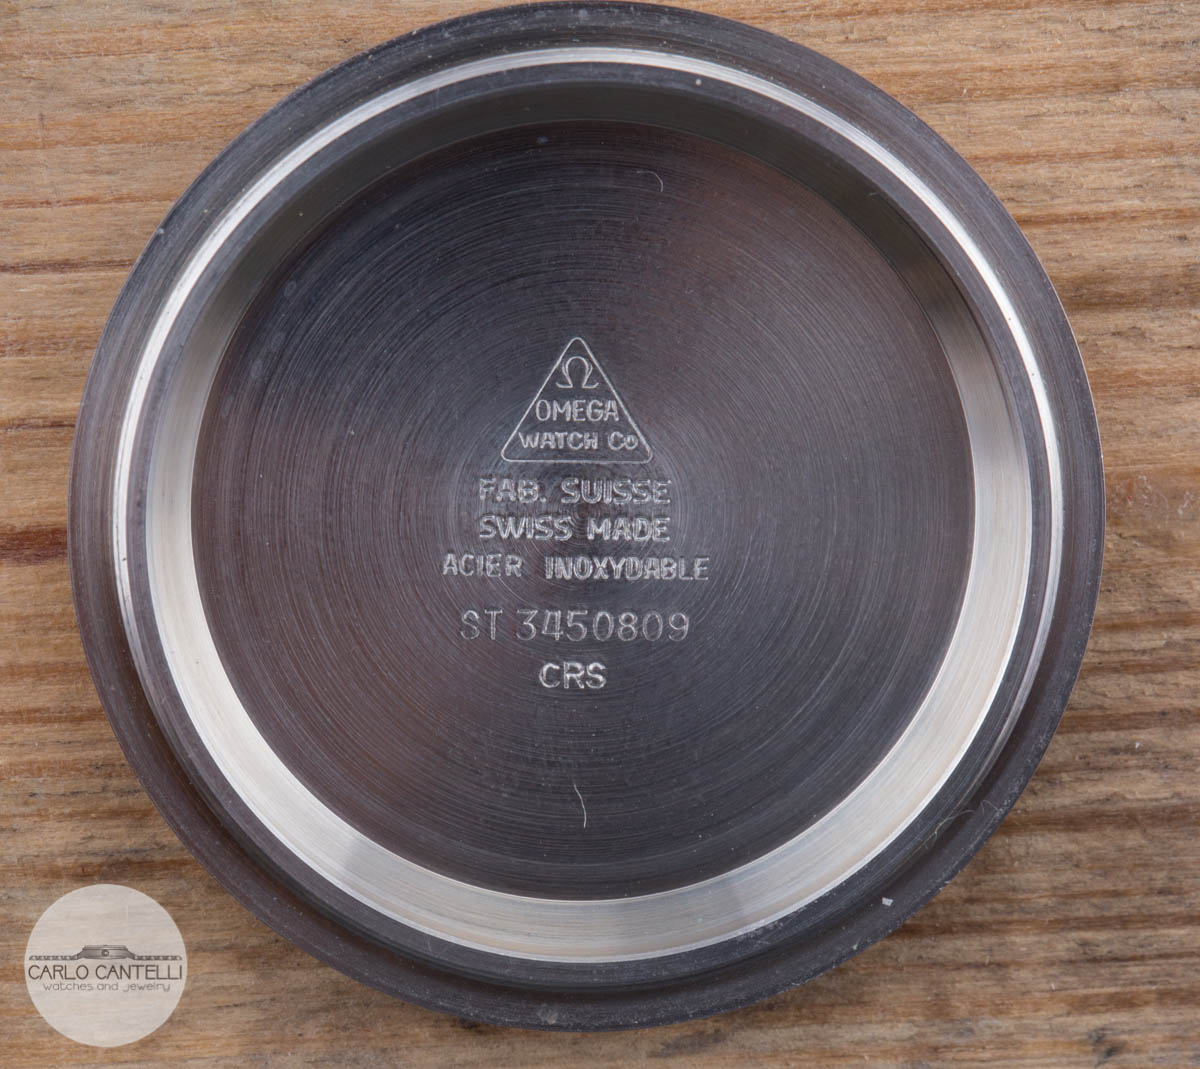 Ω
OMEGA
WATCH Co
FAB. SUISSE
SWISS MADE
ACIER INOXYDABLE
ST 3450809
CRS
CARLO CANTELLI
watches and jewelry